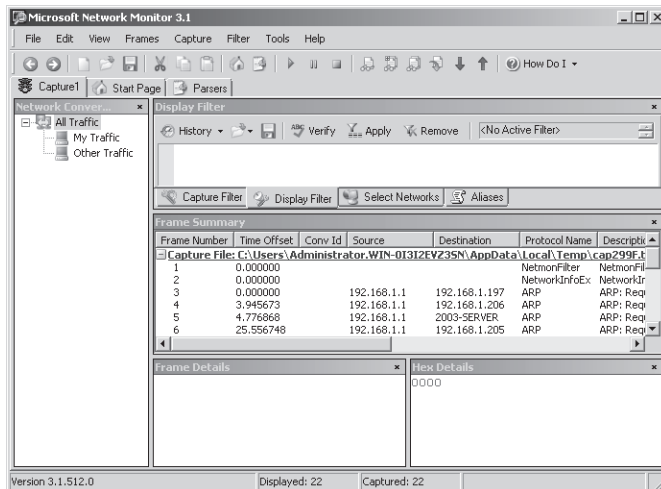 Microsoft Network Monitor 3.1
File Edit View Frames Capture Filter Tools Help
How Do I
Capture1 Start Page Parsers
Network Conver...
All Traffic
My Traffic
Other Traffic
Display Filter
History Verify Apply Remove <No Active Filter>
Capture Filter Display Filter Select Networks Aliases
Frame Summary
Frame Number Time Offset Conv Id Source Destination Protocol Name Descriptic
Capture File: C:\Users\Administrator.WIN-0I3I2EVZ35N\AppData\Local\Temp\cap299F.t
1 0.000000 NetmonFilter NetmonFil
2 0.000000 NetworkInfoEx NetworkIn
3 0.000000 192.168.1.1 192.168.1.197 ARP ARP: Requ
4 3.945673 192.168.1.1 192.168.1.206 ARP ARP: Requ
5 4.776868 192.168.1.1 2003-SERVER ARP ARP: Requ
6 25.556748 192.168.1.1 192.168.1.205 ARP ARP: Requ
Frame Details
Hex Details
0000
Version 3.1.512.0 Displayed: 22 Captured: 22